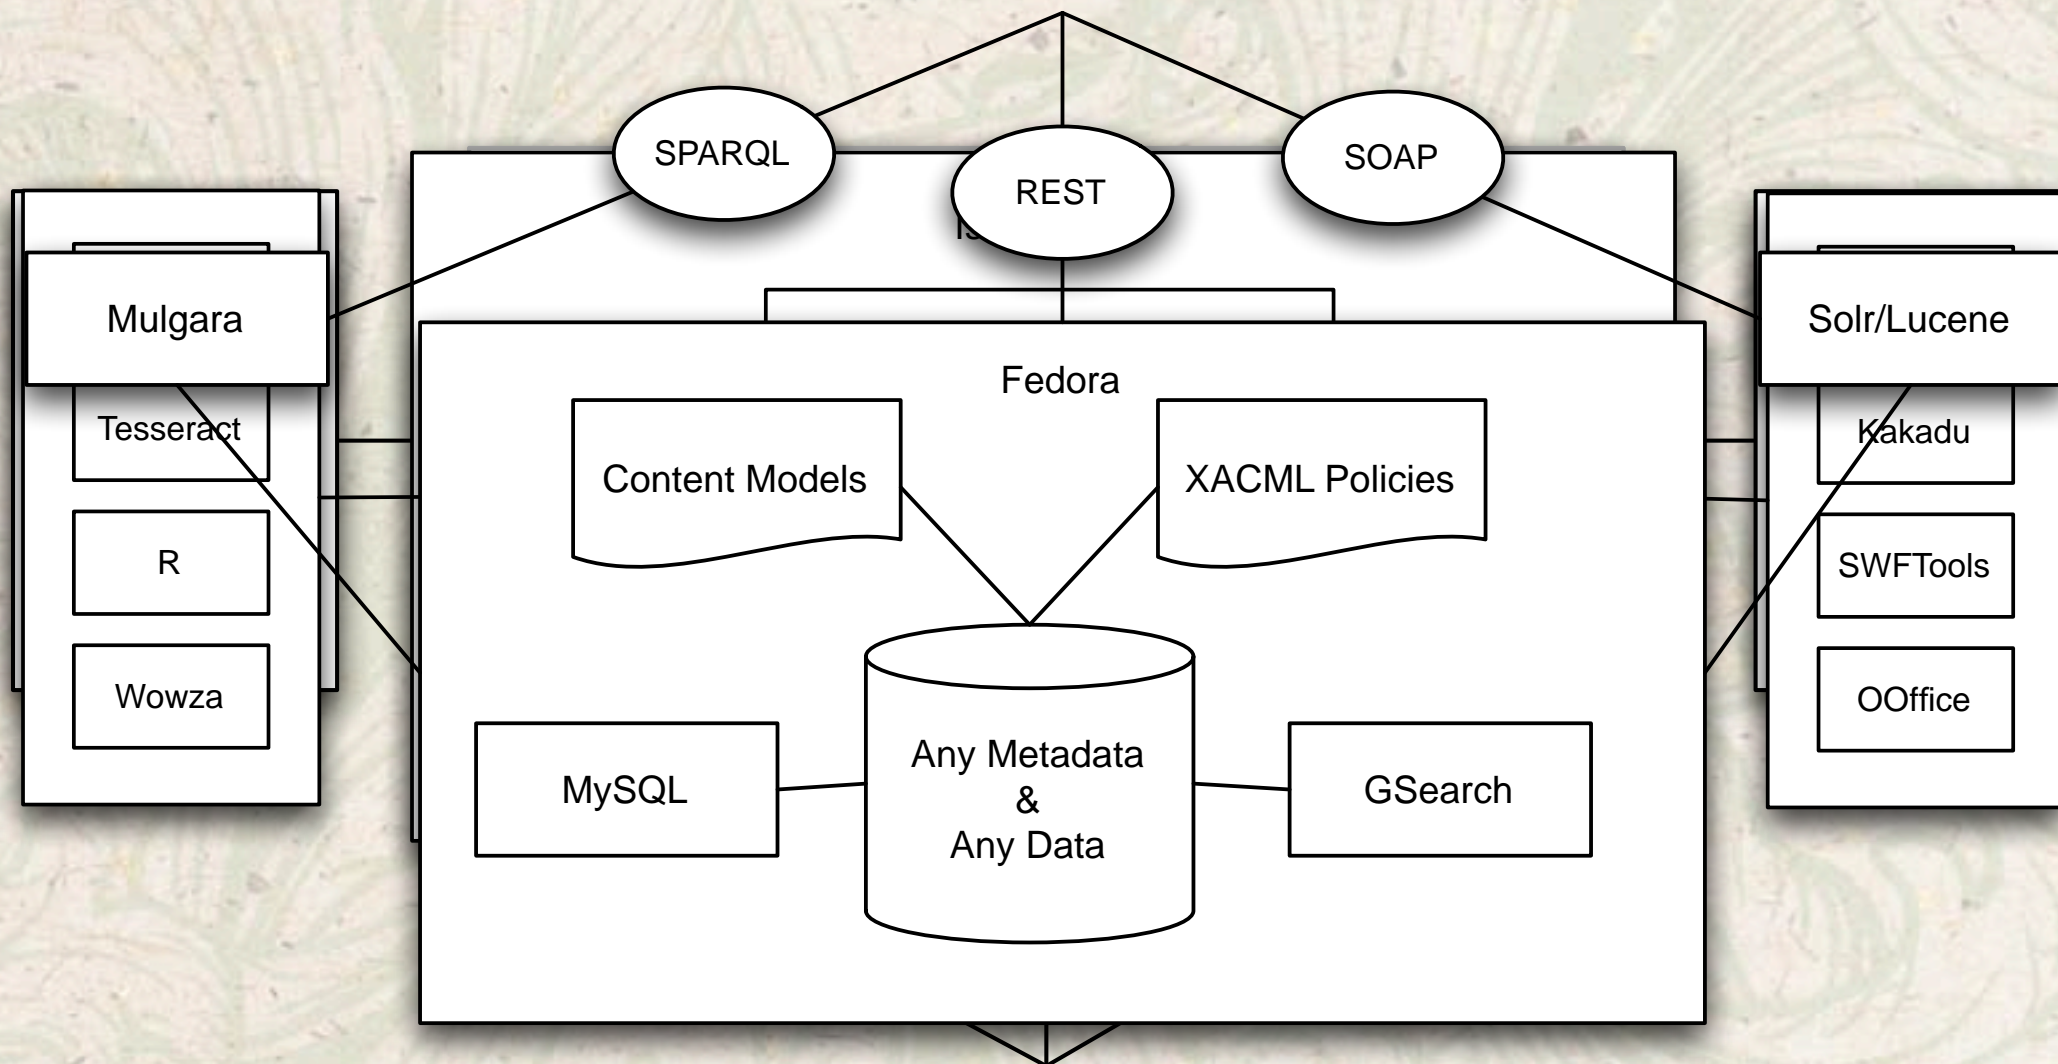 SPARQL
REST
SOAP
Mulgara
Solr/Lucene
Fedora
Tesseract
Kakadu
Content Models
XACML Policies
R
SWFTools
Wowza
OOffice
MySQL
Any Metadata
&
Any Data
GSearch